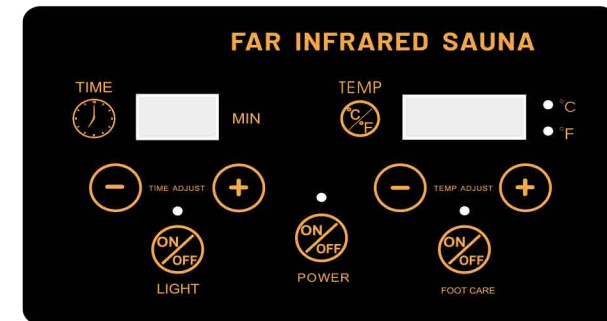 FAR INFRARED SAUNA
TIME
MIN
TEMP
°C/°F
°C
°F
− TIME ADJUST +
− TEMP ADJUST +
ON/OFF
LIGHT
ON/OFF
POWER
ON/OFF
FOOT CARE